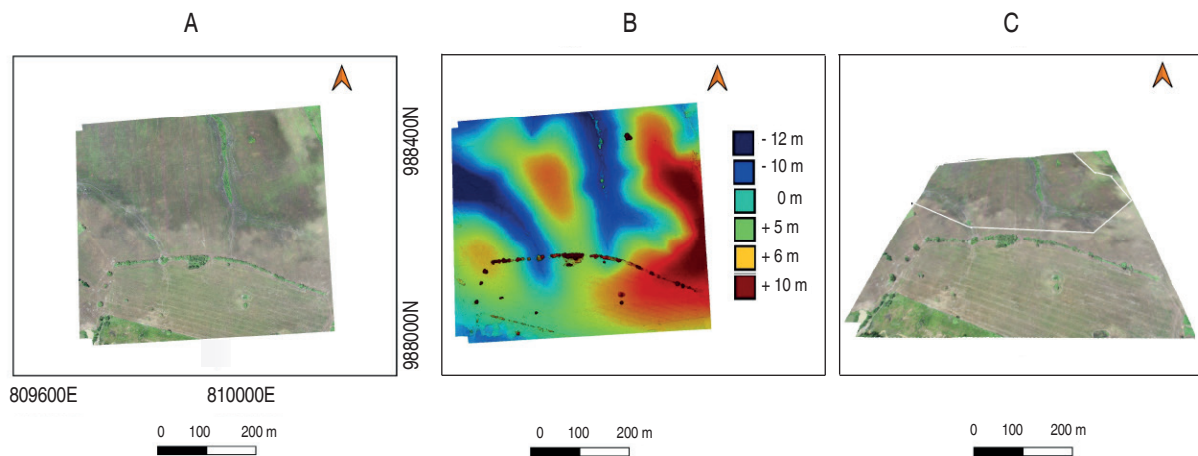 A
B
C
988400N
988000N
809600E
810000E
- 12 m
- 10 m
0 m
+ 5 m
+ 6 m
+ 10 m
0 100 200 m
0 100 200 m
0 100 200 m